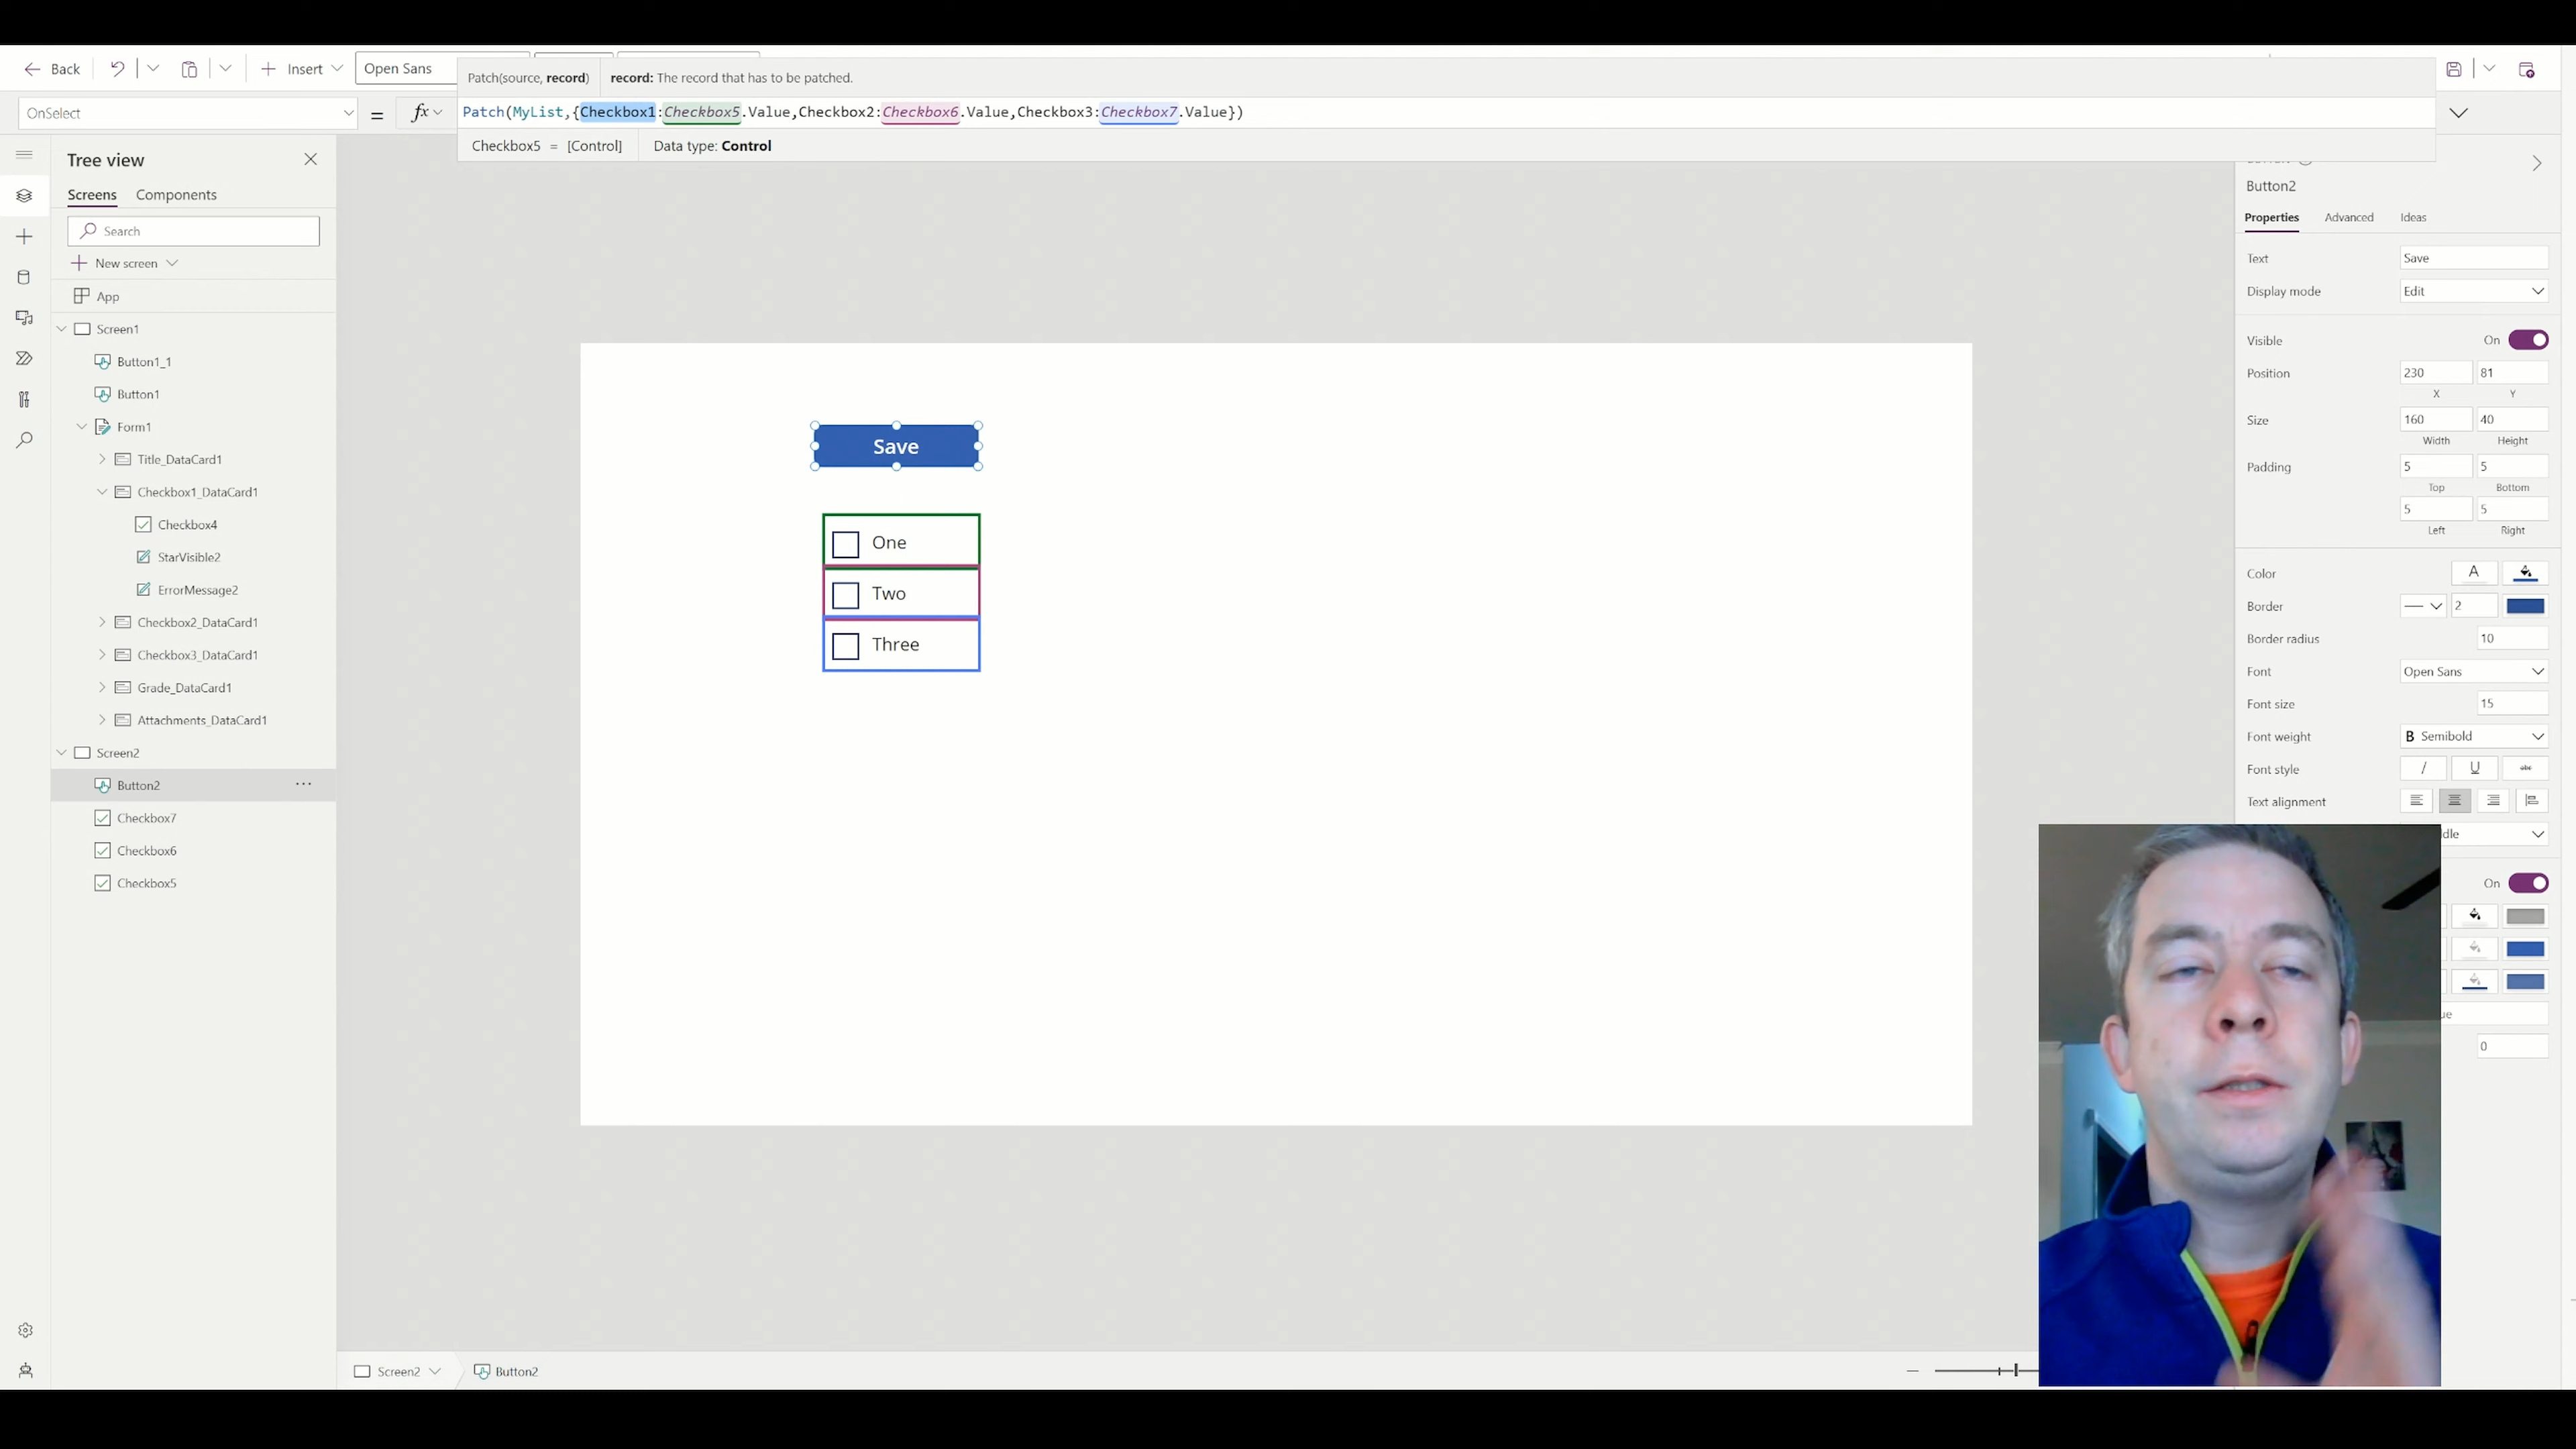 Back
Insert
Open Sans
Patch(source, record)
record: The record that has to be patched.
OnSelect
=
fx
Patch(MyList,{Checkbox1:Checkbox5.Value,Checkbox2:Checkbox6.Value,Checkbox3:Checkbox7.Value})
Checkbox5 = [Control]
Data type: Control
Tree view
Screens
Components
Search
New screen
App
Screen1
Button1_1
Button1
Form1
Title_DataCard1
Checkbox1_DataCard1
Checkbox4
StarVisible2
ErrorMessage2
Checkbox2_DataCard1
Checkbox3_DataCard1
Grade_DataCard1
Attachments_DataCard1
Screen2
Button2
Checkbox7
Checkbox6
Checkbox5
Save
One
Two
Three
Screen2
Button2
Button2
Properties
Advanced
Ideas
Text
Save
Display mode
Edit
Visible
On
Position
230
81
X
Y
Size
160
40
Width
Height
Padding
5
5
Top
Bottom
5
5
Left
Right
Color
A
Border
2
Border radius
10
Font
Open Sans
Font size
15
Font weight
B Semibold
Font style
/
U
abc
Text alignment
dle
On
ue
0